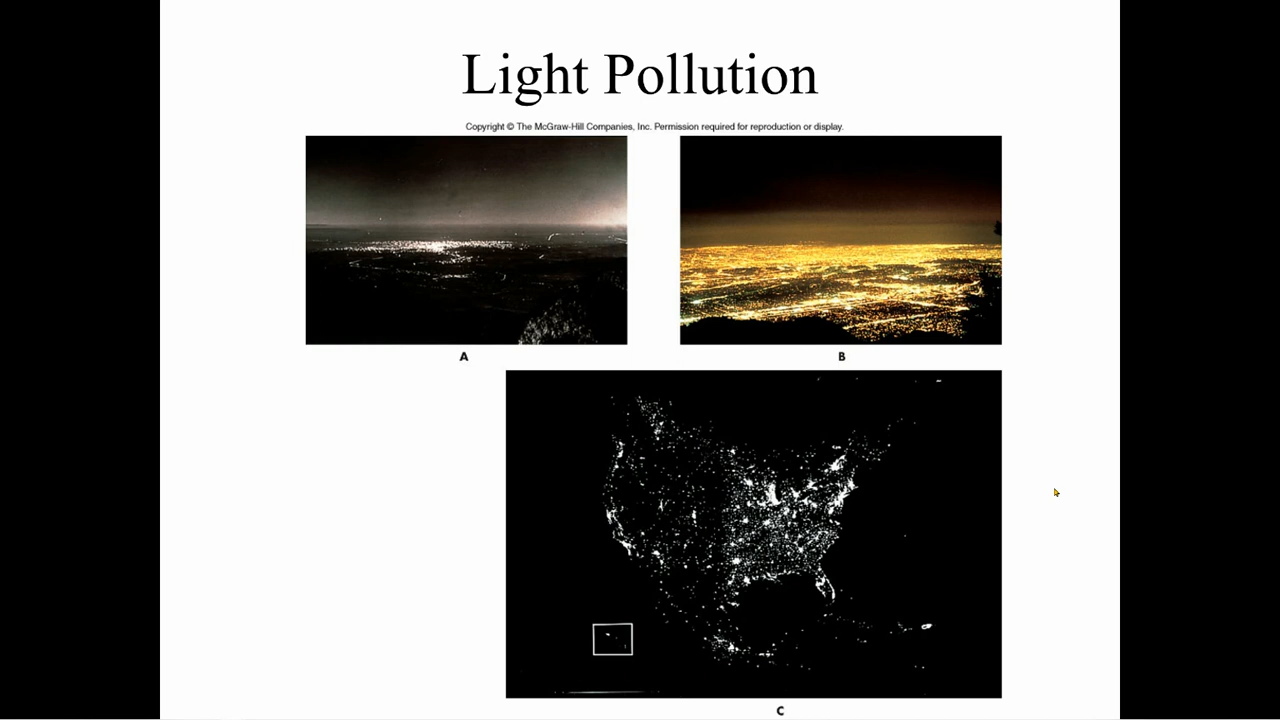 Light Pollution
Copyright © The McGraw-Hill Companies, Inc. Permission required for reproduction or display.
A
B
C